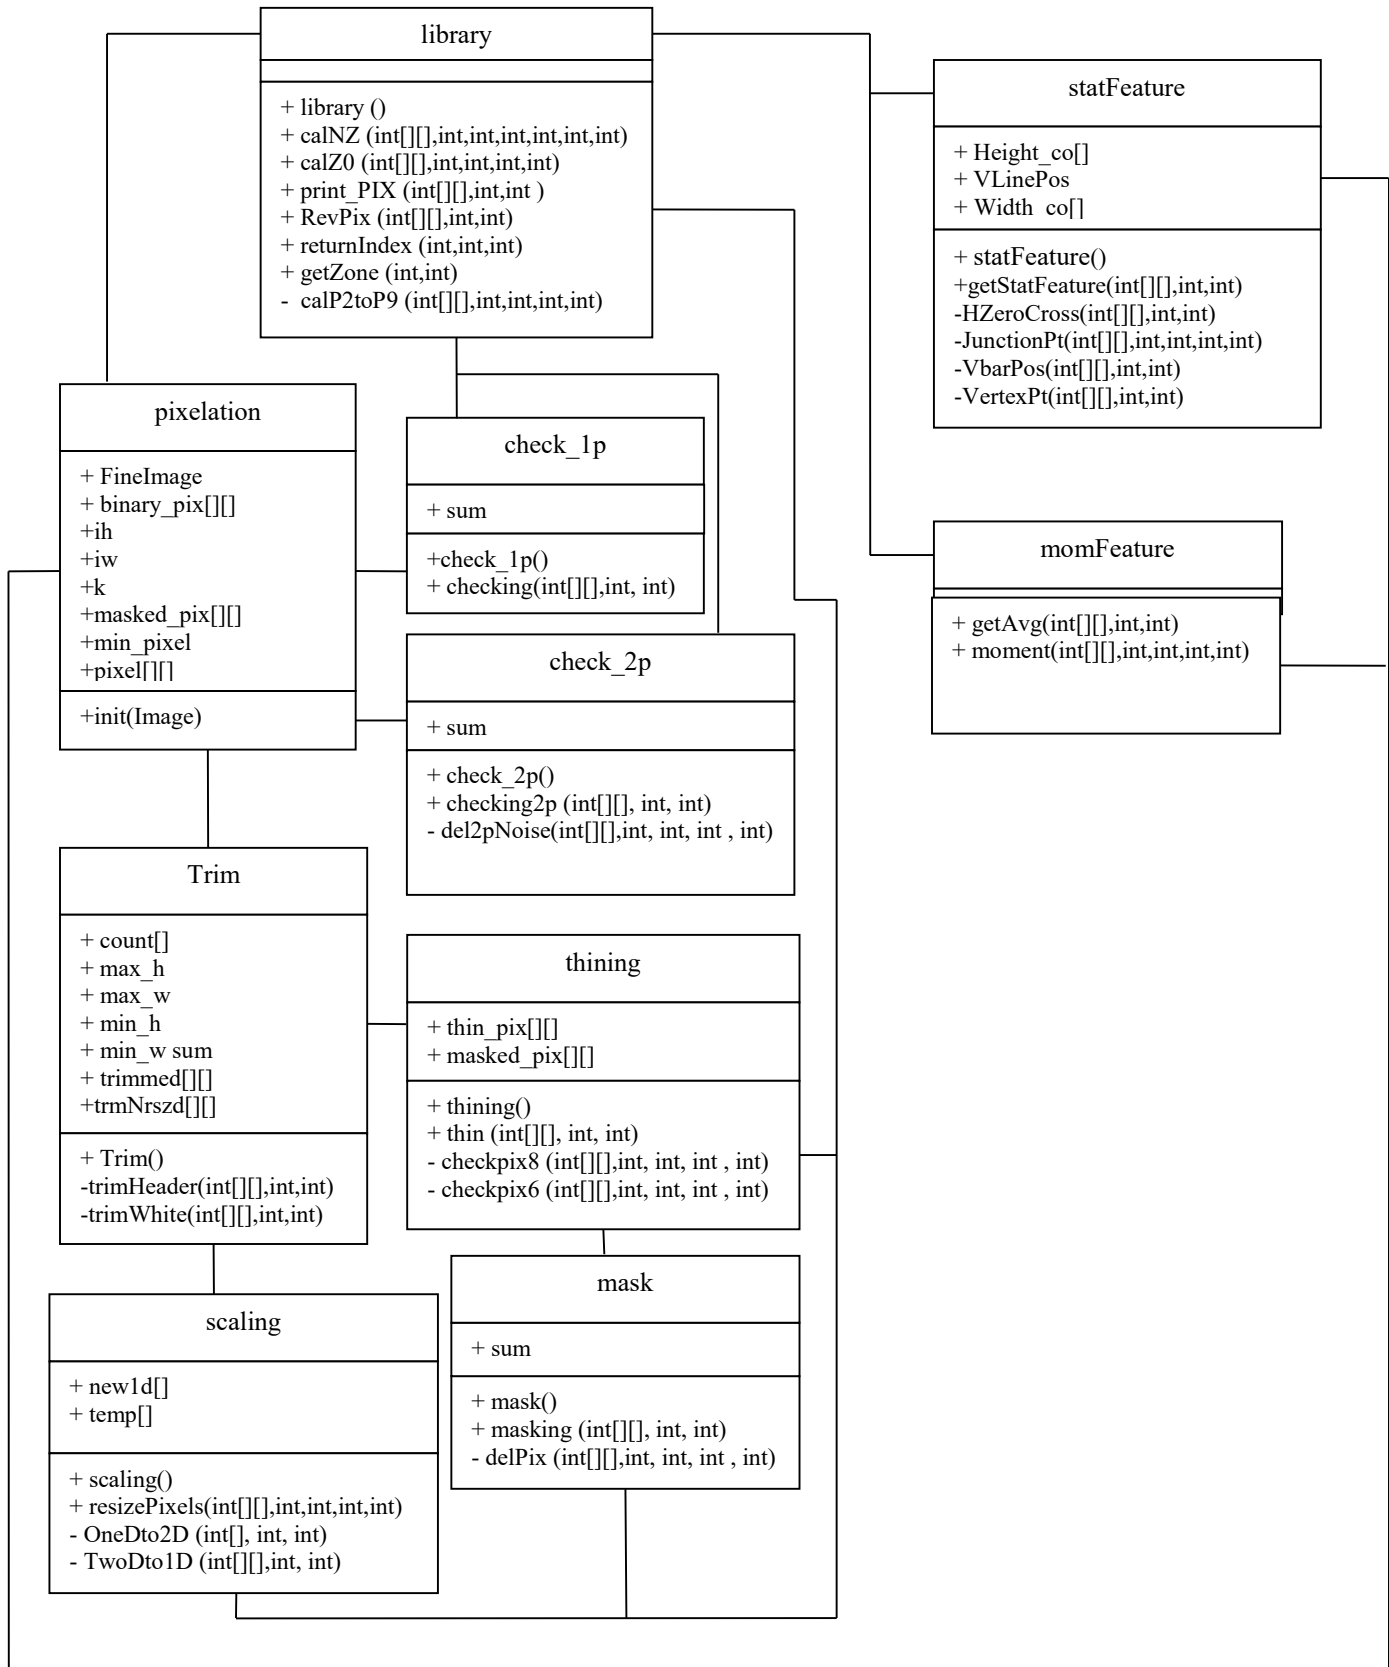 library
+ library ()
+ calNZ (int[][],int,int,int,int,int,int)
+ calZ0 (int[][],int,int,int,int)
+ print_PIX (int[][],int,int )
+ RevPix (int[][],int,int)
+ returnIndex (int,int,int)
+ getZone (int,int)
- calP2toP9 (int[][],int,int,int,int)
statFeature
+ Height_co[]
+ VLinePos
+ Width_co[]
+ statFeature()
+getStatFeature(int[][],int,int)
-HZeroCross(int[][],int,int)
-JunctionPt(int[][],int,int,int,int)
-VbarPos(int[][],int,int)
-VertexPt(int[][],int,int)
pixelation
+ FineImage
+ binary_pix[][]
+ih
+iw
+k
+masked_pix[][]
+min_pixel
+pixel[][]
+init(Image)
check_1p
+ sum
+check_1p()
+ checking(int[][],int, int)
momFeature
+ getAvg(int[][],int,int)
+ moment(int[][],int,int,int,int)
check_2p
+ sum
+ check_2p()
+ checking2p (int[][], int, int)
- del2pNoise(int[][],int, int, int , int)
Trim
+ count[]
+ max_h
+ max_w
+ min_h
+ min_w sum
+ trimmed[][]
+trmNrszd[][]
+ Trim()
-trimHeader(int[][],int,int)
-trimWhite(int[][],int,int)
thining
+ thin_pix[][]
+ masked_pix[][]
+ thining()
+ thin (int[][], int, int)
- checkpix8 (int[][],int, int, int , int)
- checkpix6 (int[][],int, int, int , int)
scaling
+ new1d[]
+ temp[]
+ scaling()
+ resizePixels(int[][],int,int,int,int)
- OneDto2D (int[], int, int)
- TwoDto1D (int[][],int, int)
mask
+ sum
+ mask()
+ masking (int[][], int, int)
- delPix (int[][],int, int, int , int)